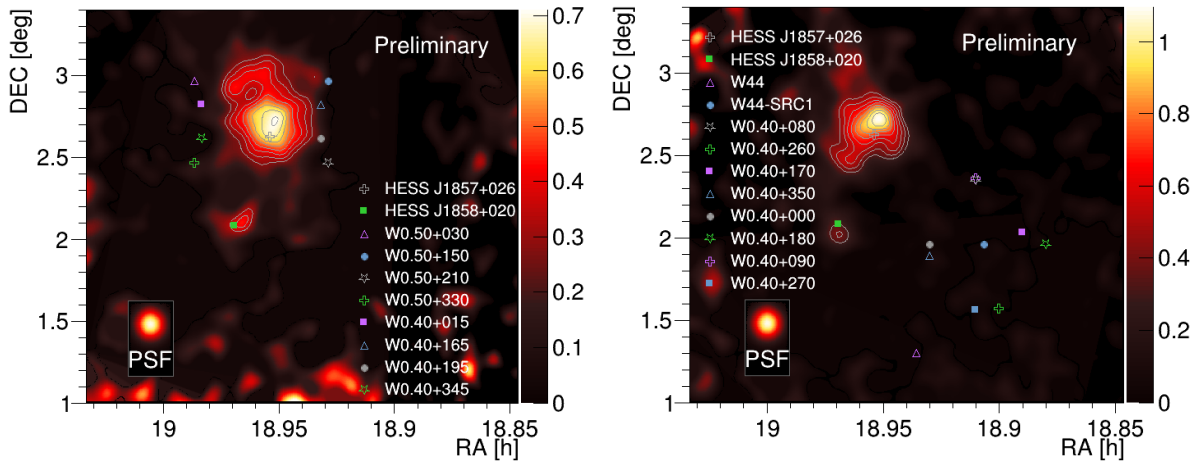 Preliminary
DEC [deg]
3
2.5
2
1.5
1
HESS J1857+026
HESS J1858+020
W0.50+030
W0.50+150
W0.50+210
W0.50+330
W0.40+015
W0.40+165
W0.40+195
W0.40+345
PSF
19
18.95
18.9
18.85
RA [h]
0.7
0.6
0.5
0.4
0.3
0.2
0.1
0
Preliminary
DEC [deg]
3
2.5
2
1.5
1
HESS J1857+026
HESS J1858+020
W44
W44-SRC1
W0.40+080
W0.40+260
W0.40+170
W0.40+350
W0.40+000
W0.40+180
W0.40+090
W0.40+270
PSF
19
18.95
18.9
18.85
RA [h]
1
0.8
0.6
0.4
0.2
0